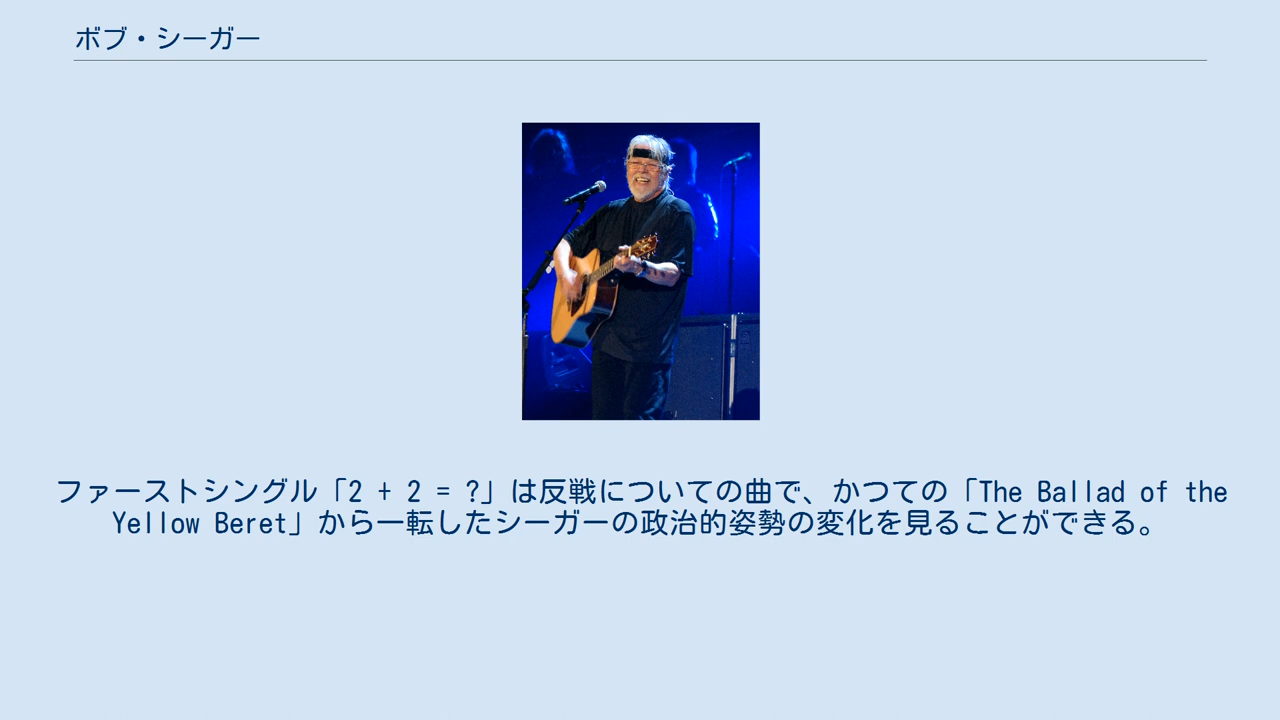 ボブ・シーガー
ファーストシングル「2 + 2 = ?」は反戦についての曲で、かつての「The Ballad of the
Yellow Beret」から一転したシーガーの政治的姿勢の変化を見ることができる。